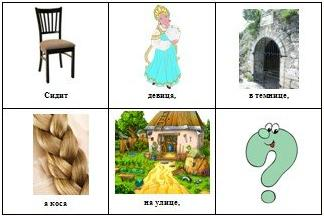 Сидит
девица,
в темнице,
а коса
на улице,